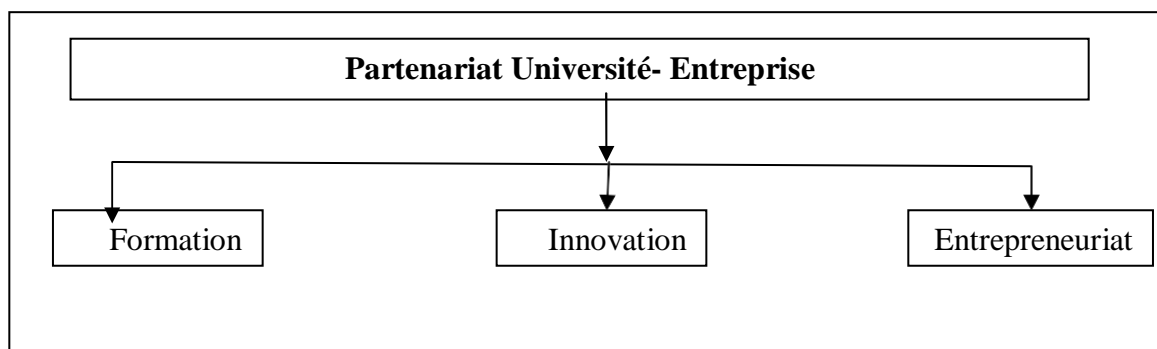 Partenariat Université- Entreprise
Formation
Innovation
Entrepreneuriat